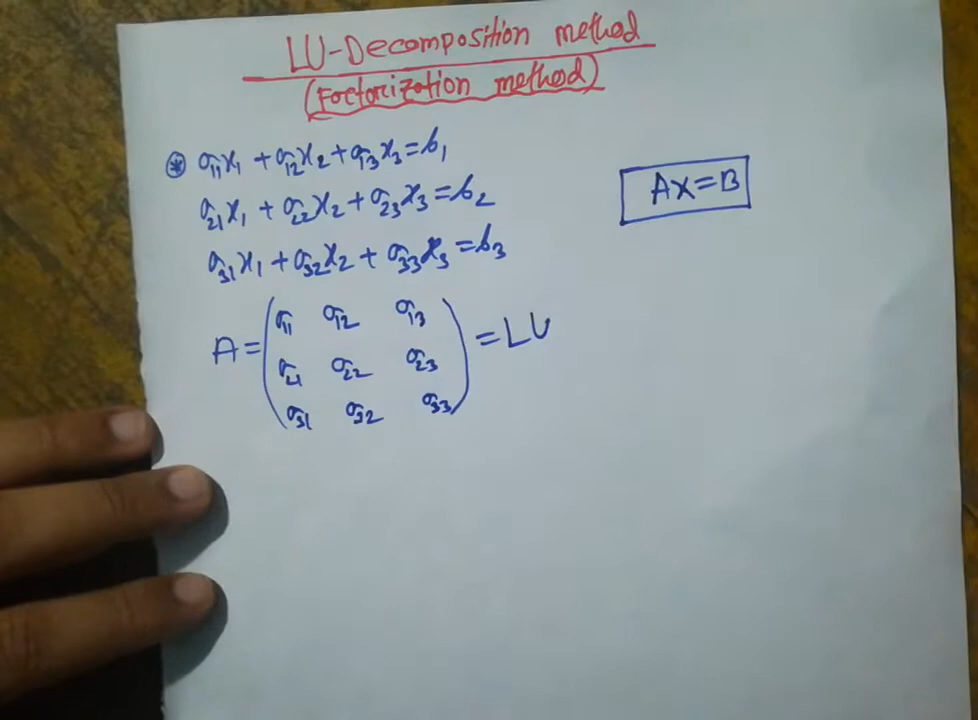 LU-Decomposition method
(Factorization method)
* a₁₁x₁ + a₁₂x₂ + a₁₃x₃ = b₁
AX = B
a₂₁x₁ + a₂₂x₂ + a₂₃x₃ = b₂
a₃₁x₁ + a₃₂x₂ + a₃₃x₃ = b₃
a₁₁ a₁₂ a₁₃
A = ( a₂₁ a₂₂ a₂₃ ) = LU
a₃₁ a₃₂ a₃₃